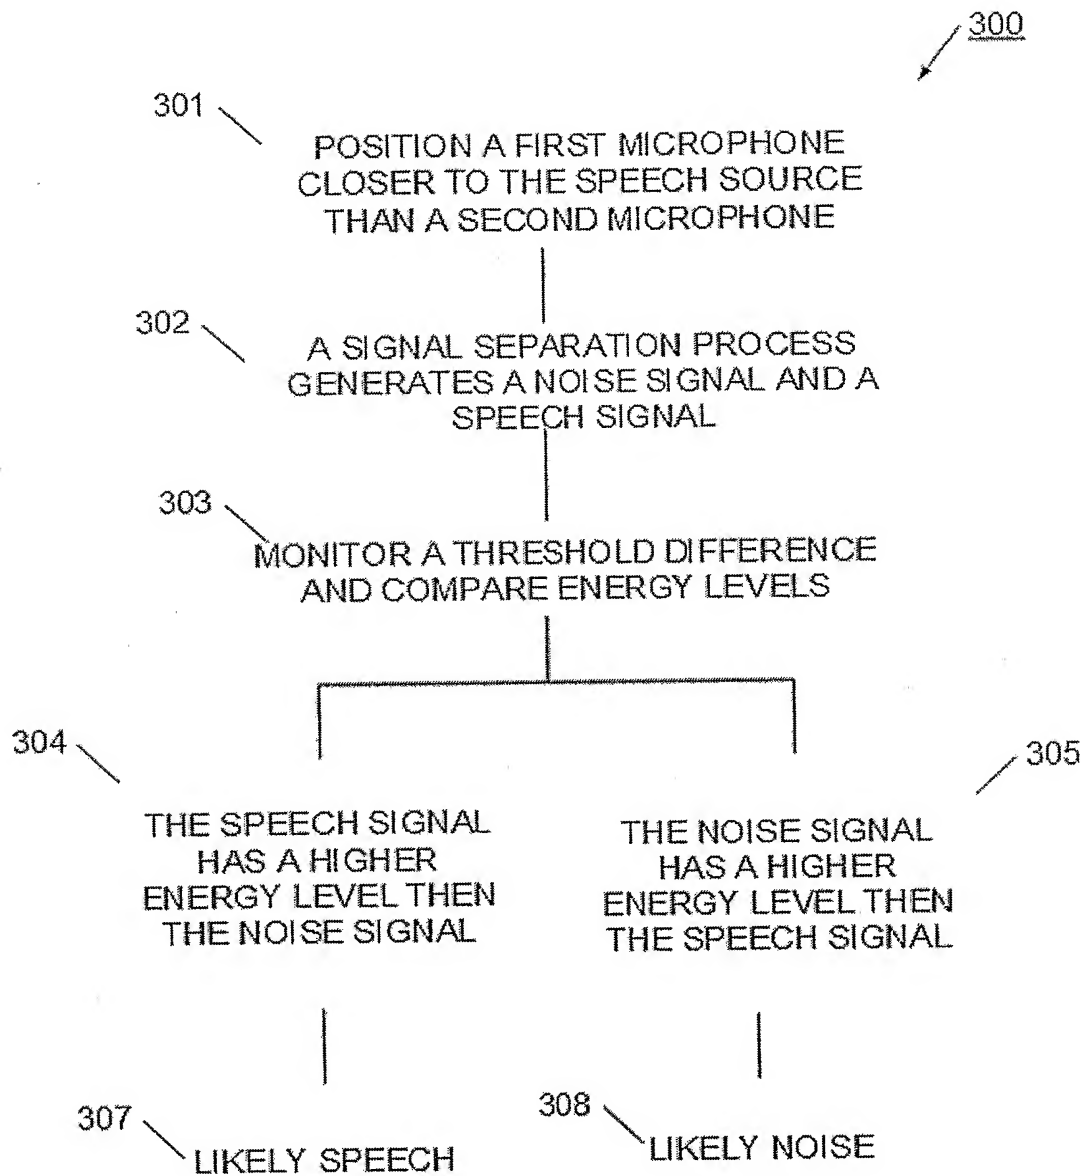 300
301
POSITION A FIRST MICROPHONE
CLOSER TO THE SPEECH SOURCE
THAN A SECOND MICROPHONE
302
A SIGNAL SEPARATION PROCESS
GENERATES A NOISE SIGNAL AND A
SPEECH SIGNAL
303
MONITOR A THRESHOLD DIFFERENCE
AND COMPARE ENERGY LEVELS
304
THE SPEECH SIGNAL
HAS A HIGHER
ENERGY LEVEL THEN
THE NOISE SIGNAL
305
THE NOISE SIGNAL
HAS A HIGHER
ENERGY LEVEL THEN
THE SPEECH SIGNAL
307
LIKELY SPEECH
308
LIKELY NOISE